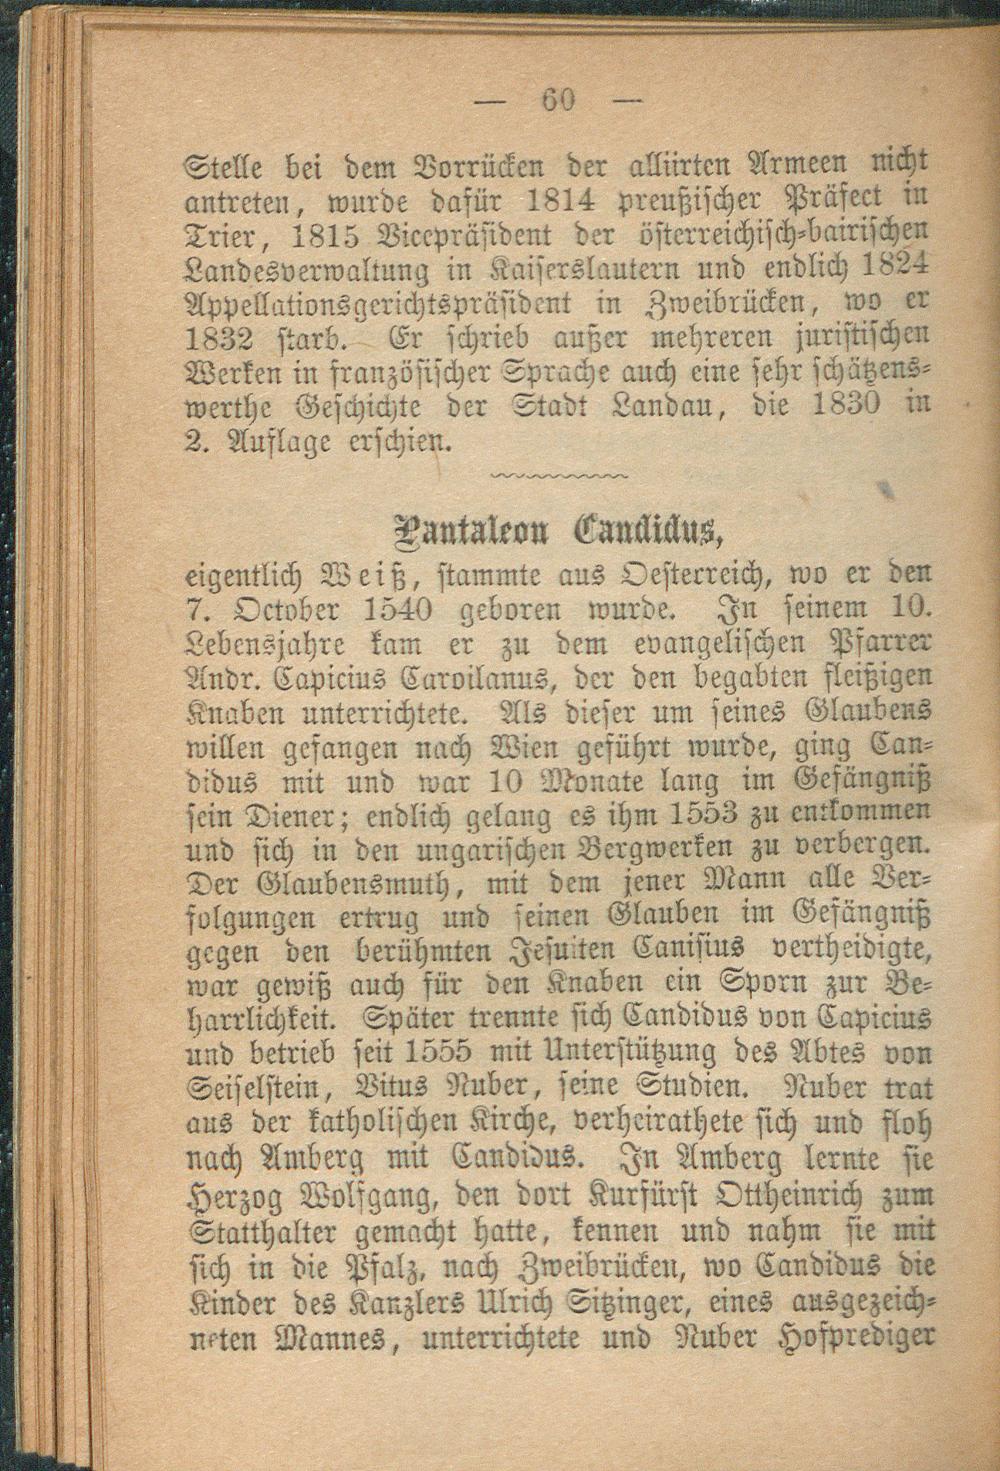 — 60 —
Stelle bei dem Vorrücken der alliirten Armeen nicht
antreten, wurde dafür 1814 preußischer Präfect in
Trier, 1815 Vicepräsident der österreichisch-bairischen
Landesverwaltung in Kaiserslautern und endlich 1824
Appellationsgerichtspräsident in Zweibrücken, wo er
1832 starb. Er schrieb außer mehreren juristischen
Werken in französischer Sprache auch eine sehr schätzens-
werthe Geschichte der Stadt Landau, die 1830 in
2. Auflage erschien.
Pantaleon Candidus,
eigentlich Weiß, stammte aus Oesterreich, wo er den
7. October 1540 geboren wurde. In seinem 10.
Lebensjahre kam er zu dem evangelischen Pfarrer
Andr. Capicius Caroilanus, der den begabten fleißigen
Knaben unterrichtete. Als dieser um seines Glaubens
willen gefangen nach Wien geführt wurde, ging Can-
didus mit und war 10 Monate lang im Gefängniß
sein Diener; endlich gelang es ihm 1553 zu entkommen
und sich in den ungarischen Bergwerken zu verbergen.
Der Glaubensmuth, mit dem jener Mann alle Ver-
folgungen ertrug und seinen Glauben im Gefängniß
gegen den berühmten Jesuiten Canisius vertheidigte,
war gewiß auch für den Knaben ein Sporn zur Be-
harrlichkeit. Später trennte sich Candidus von Capicius
und betrieb seit 1555 mit Unterstützung des Abtes von
Seiselstein, Vitus Nuber, seine Studien. Nuber trat
aus der katholischen Kirche, verheirathete sich und floh
nach Amberg mit Candidus. In Amberg lernte sie
Herzog Wolfgang, den dort Kurfürst Ottheinrich zum
Statthalter gemacht hatte, kennen und nahm sie mit
sich in die Pfalz, nach Zweibrücken, wo Candidus die
Kinder des Kanzlers Ulrich Sitzinger, eines ausgezeich-
neten Mannes, unterrichtete und Nuber Hofprediger